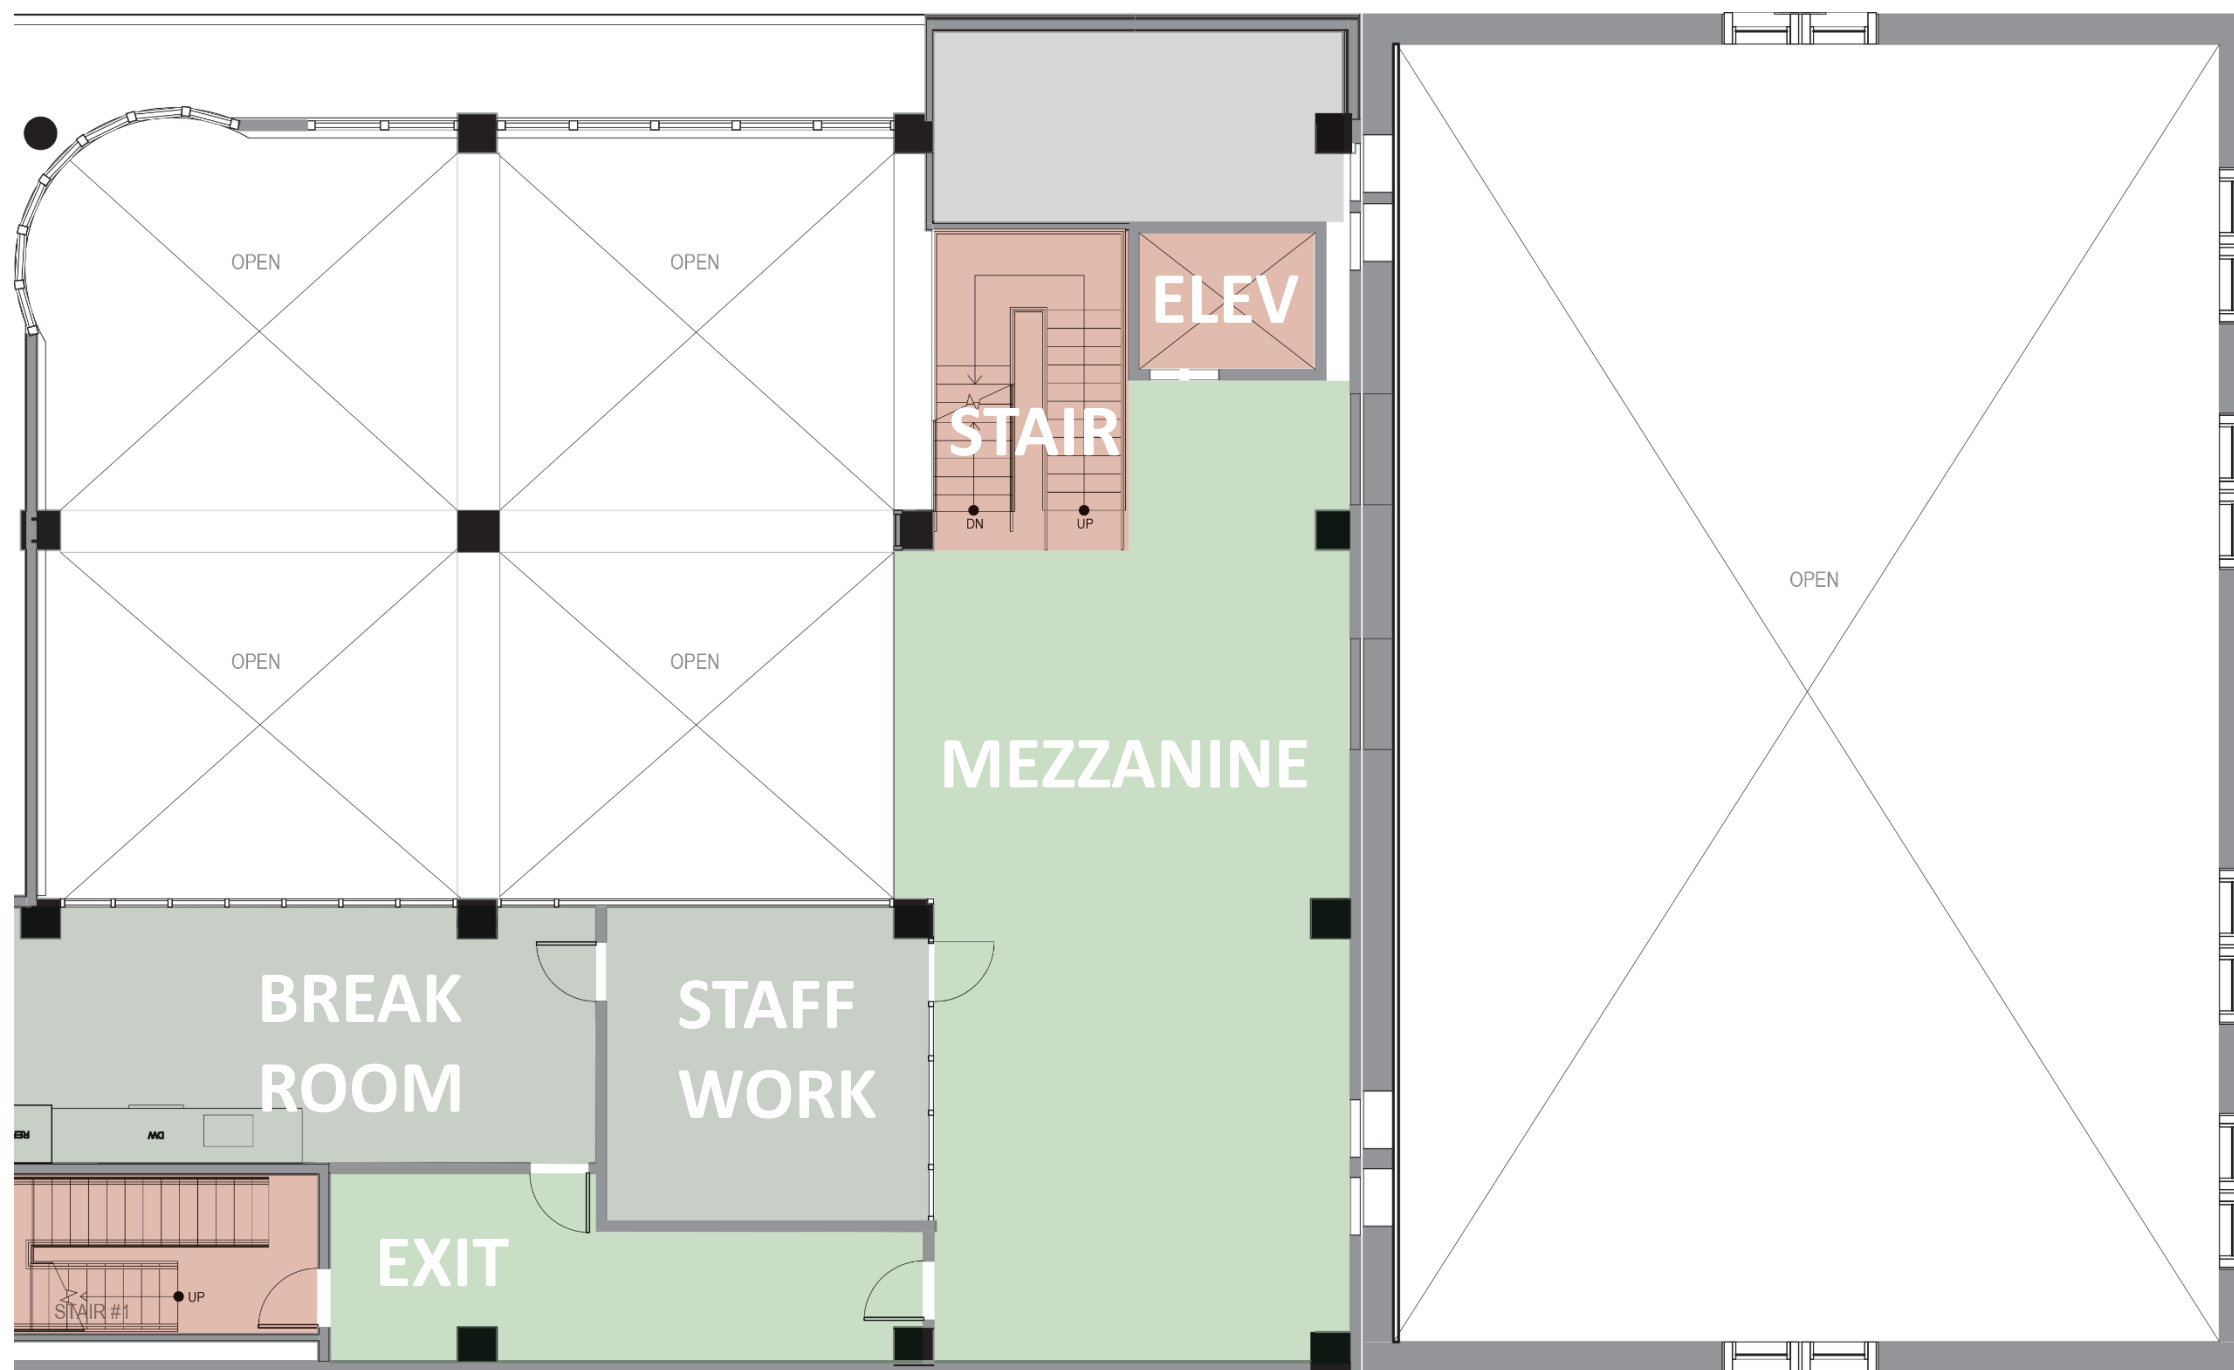 OPEN
OPEN
ELEV
STAIR
DN
UP
OPEN
OPEN
OPEN
MEZZANINE
BREAK
ROOM
STAFF
WORK
DW
EXIT
UP
STAIR #1